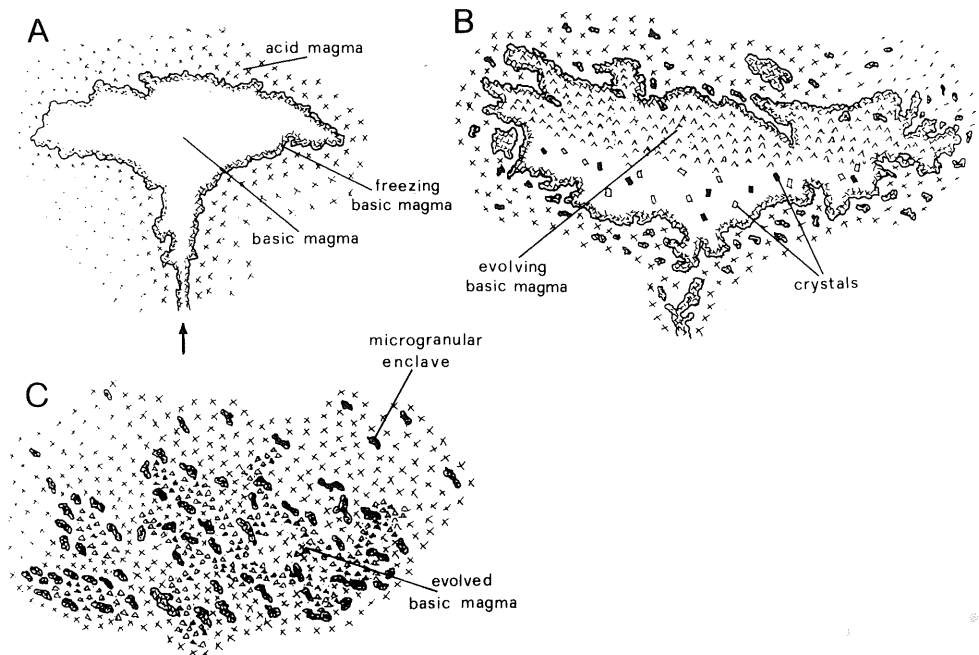 A
acid magma
freezing
basic magma
basic magma
B
evolving
basic magma
crystals
microgranular
enclave
C
evolved
basic magma